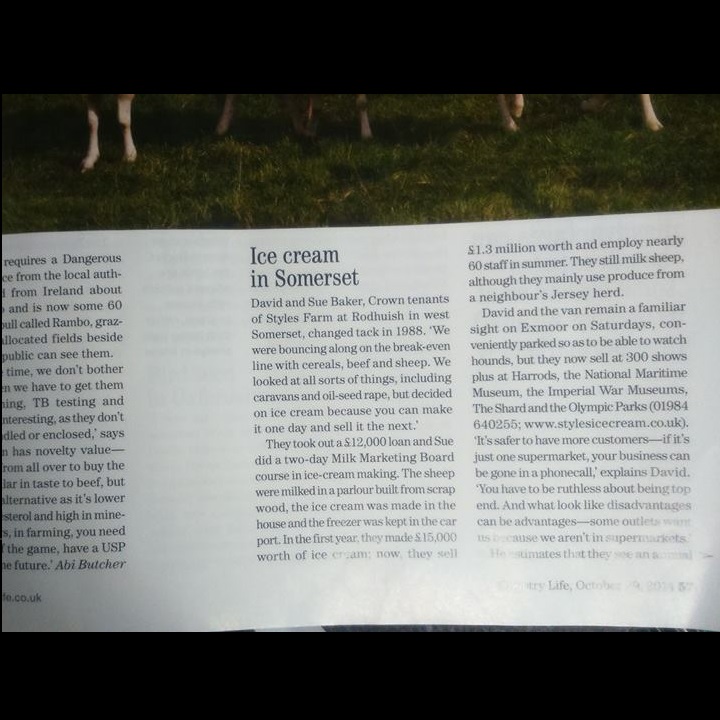 requires a Dangerous
from the local auth-
from Ireland about
and is now some 60
called Rambo, graz-
fields beside
public can see them.
time, we don't bother
we have to get them
TB testing and
as they don't
or enclosed,' says
has novelty value—
from all over to buy the
in taste to beef, but
alternative as it's lower
and high in mine-
in farming, you need
the game, have a USP
future.' Abi Butcher
Ice cream
in Somerset
David and Sue Baker, Crown tenants
of Styles Farm at Rodhuish in west
Somerset, changed tack in 1988. 'We
were bouncing along on the break-even
line with cereals, beef and sheep. We
looked at all sorts of things, including
caravans and oil-seed rape, but decided
on ice cream because you can make
it one day and sell it the next.'
They took out a £12,000 loan and Sue
did a two-day Milk Marketing Board
course in ice-cream making. The sheep
were milked in a parlour built from scrap
wood, the ice cream was made in the
house and the freezer was kept in the car
port. In the first year, they made £15,000
worth of ice cream; now, they sell
£1.3 million worth and employ nearly
60 staff in summer. They still milk sheep,
although they mainly use produce from
a neighbour's Jersey herd.
David and the van remain a familiar
sight on Exmoor on Saturdays, con-
veniently parked so as to be able to watch
hounds, but they now sell at 300 shows
plus at Harrods, the National Maritime
Museum, the Imperial War Museums,
The Shard and the Olympic Parks (01984
640255; www.stylesicecream.co.uk).
'It's safer to have more customers—if it's
just one supermarket, your business can
be gone in a phonecall,' explains David.
'You have to be ruthless about being top
end. And what look like disadvantages
can be advantages—some outlets want
us because we aren't in supermarkets.'
He estimates that they see an annual
fe.co.uk
Country Life, October 29, 2014 57